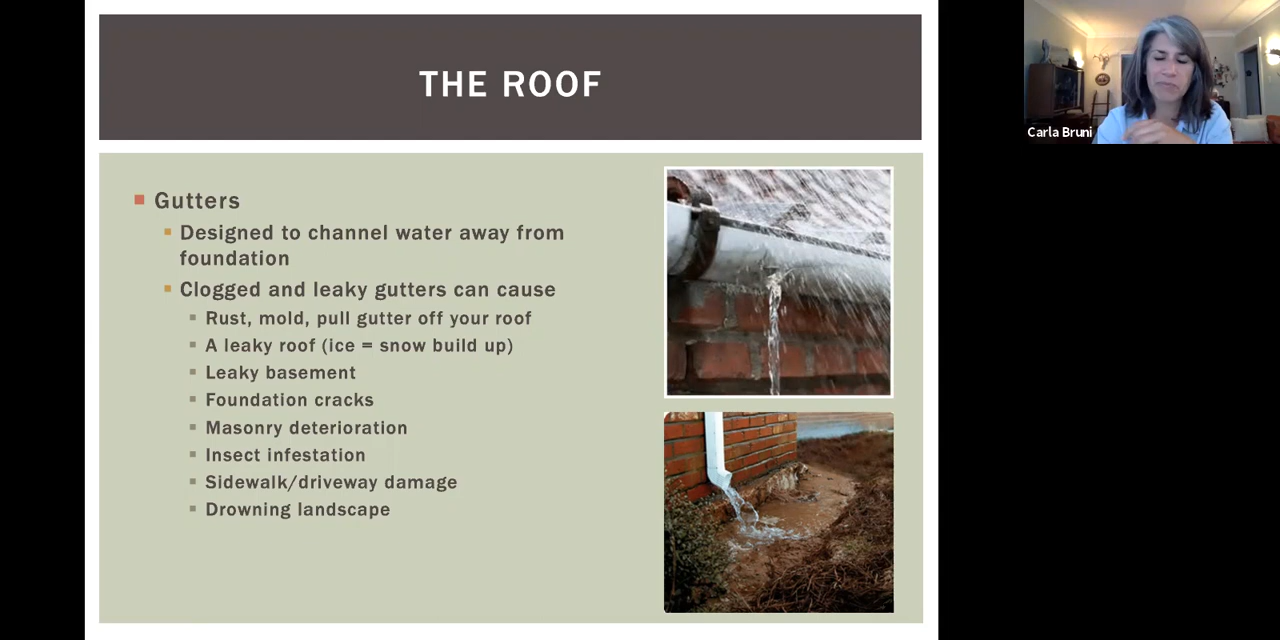 THE ROOF
Carla Bruni
Gutters
Designed to channel water away from
foundation
Clogged and leaky gutters can cause
Rust, mold, pull gutter off your roof
A leaky roof (ice = snow build up)
Leaky basement
Foundation cracks
Masonry deterioration
Insect infestation
Sidewalk/driveway damage
Drowning landscape